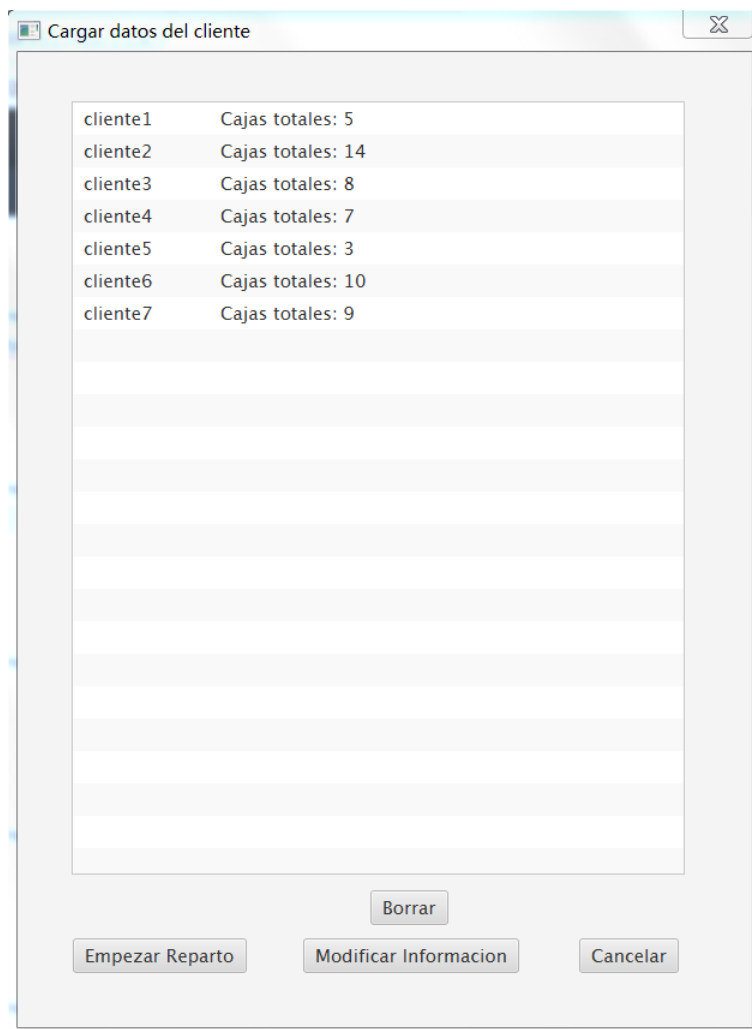 Cargar datos del cliente
cliente1 Cajas totales: 5
cliente2 Cajas totales: 14
cliente3 Cajas totales: 8
cliente4 Cajas totales: 7
cliente5 Cajas totales: 3
cliente6 Cajas totales: 10
cliente7 Cajas totales: 9
Borrar
Empezar Reparto Modificar Informacion Cancelar